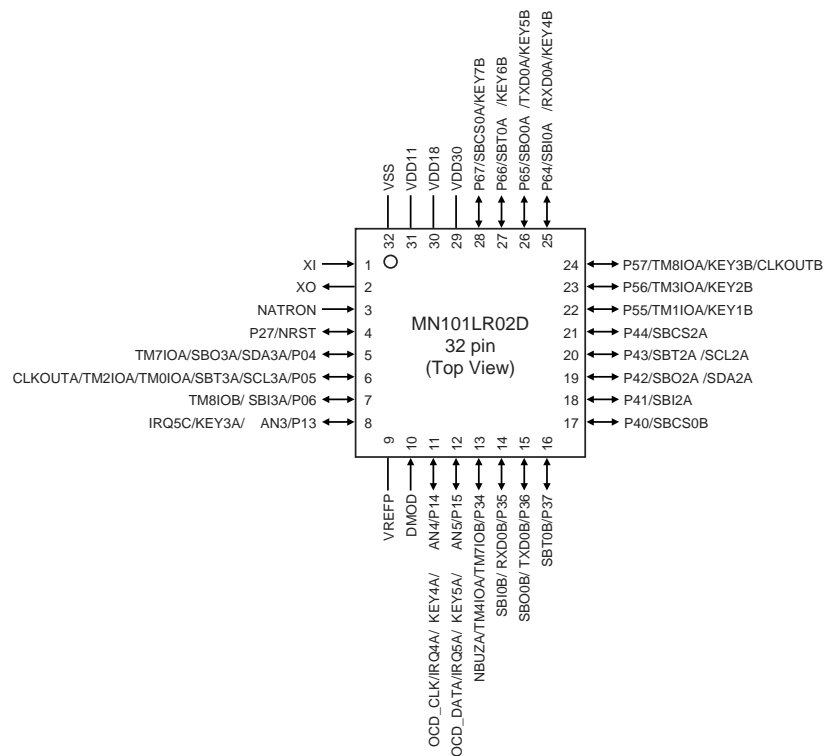 VSS
VDD11
VDD18
VDD30
P67/SBCS0A/KEY7B
P66/SBT0A /KEY6B
P65/SBO0A /TXD0A/KEY5B
P64/SBI0A /RXD0A/KEY4B
32
31
30
29
28
27
26
25
XI
1
XO
2
NATRON
3
P27/NRST
4
TM7IOA/SBO3A/SDA3A/P04
5
CLKOUTA/TM2IOA/TM0IOA/SBT3A/SCL3A/P05
6
TM8IOB/ SBI3A/P06
7
IRQ5C/KEY3A/ AN3/P13
8
MN101LR02D
32 pin
(Top View)
24
P57/TM8IOA/KEY3B/CLKOUTB
23
P56/TM3IOA/KEY2B
22
P55/TM1IOA/KEY1B
21
P44/SBCS2A
20
P43/SBT2A /SCL2A
19
P42/SBO2A /SDA2A
18
P41/SBI2A
17
P40/SBCS0B
9
10
11
12
13
14
15
16
VREFP
DMOD
OCD_CLK/IRQ4A/ KEY4A/ AN4/P14
OCD_DATA/IRQ5A/ KEY5A/ AN5/P15
NBUZA/TM4IOA/TM7IOB/P34
SBI0B/ RXD0B/P35
SBO0B/ TXD0B/P36
SBT0B/P37